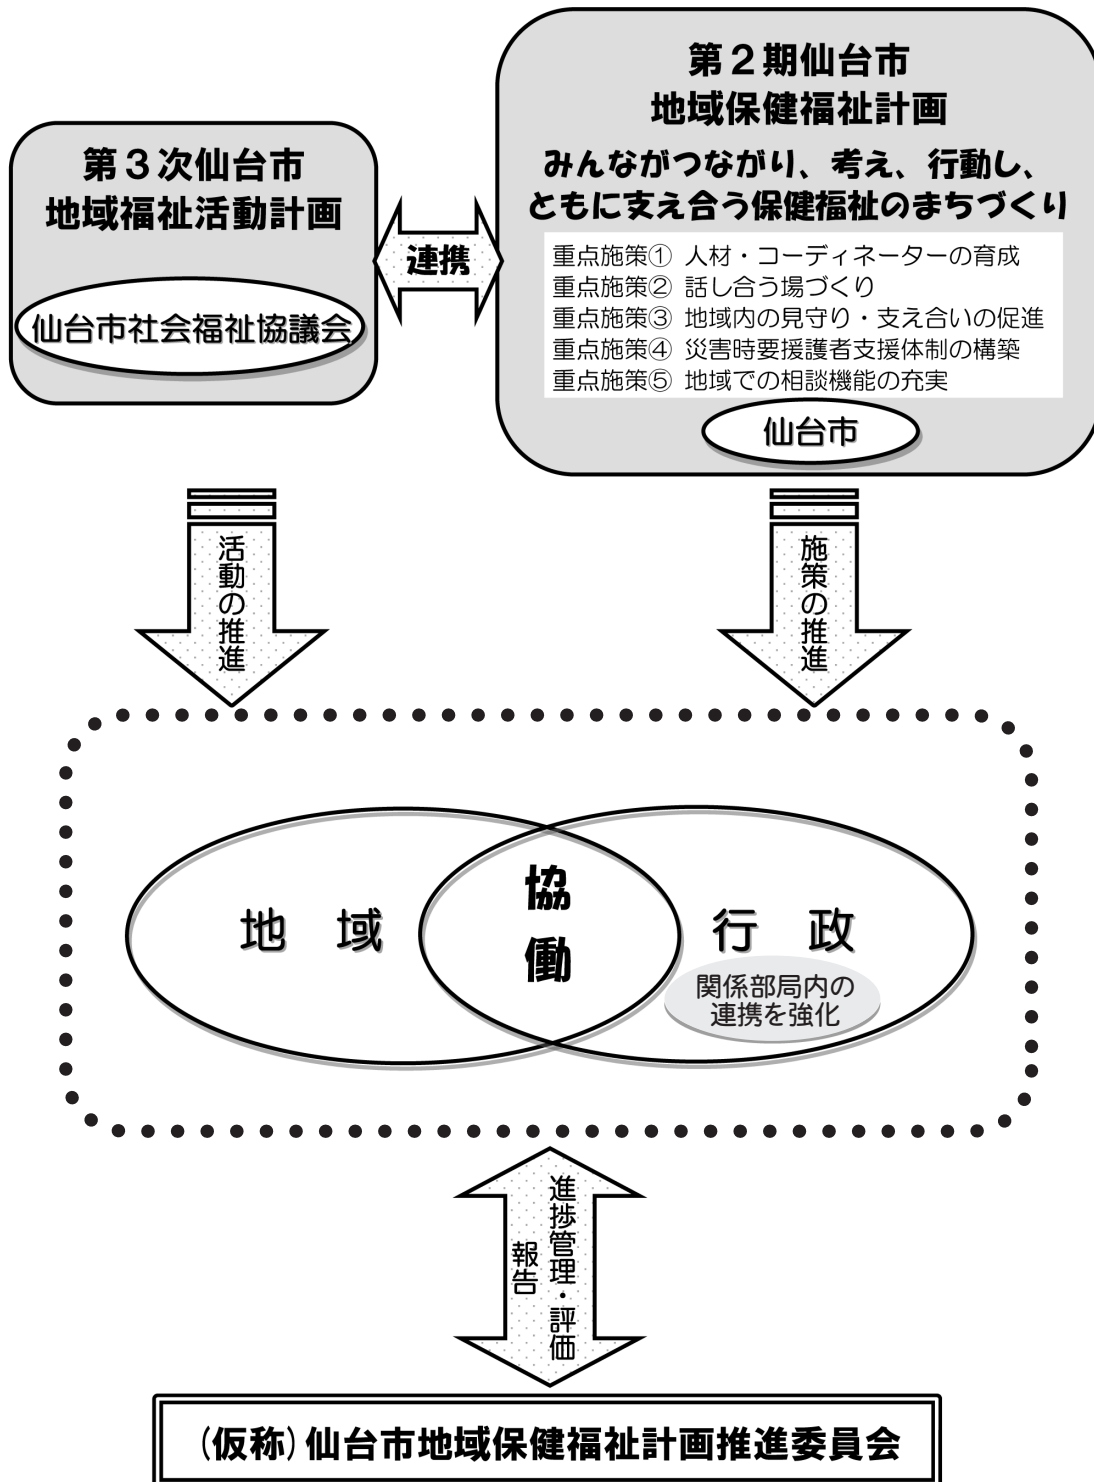 第３次仙台市
地域福祉活動計画
仙台市社会福祉協議会
連携
第２期仙台市
地域保健福祉計画
みんながつながり、考え、行動し、
ともに支え合う保健福祉のまちづくり
重点施策① 人材・コーディネーターの育成
重点施策② 話し合う場づくり
重点施策③ 地域内の見守り・支え合いの促進
重点施策④ 災害時要援護者支援体制の構築
重点施策⑤ 地域での相談機能の充実
仙台市
活動の推進
施策の推進
地　域
協働
行　政
関係部局内の
連携を強化
進捗管理・評価
報告
（仮称）仙台市地域保健福祉計画推進委員会